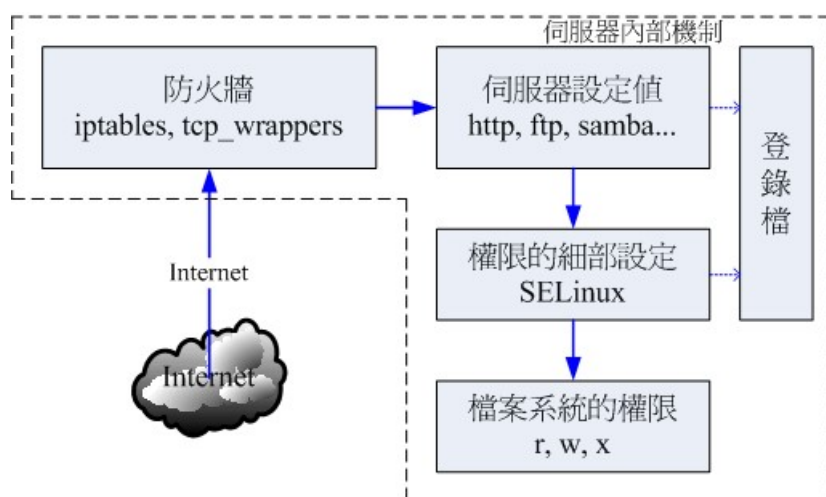 伺服器內部機制
防火牆
iptables, tcp_wrappers
伺服器設定值
http, ftp, samba...
登錄檔
Internet
權限的細部設定
SELinux
Internet
檔案系統的權限
r, w, x